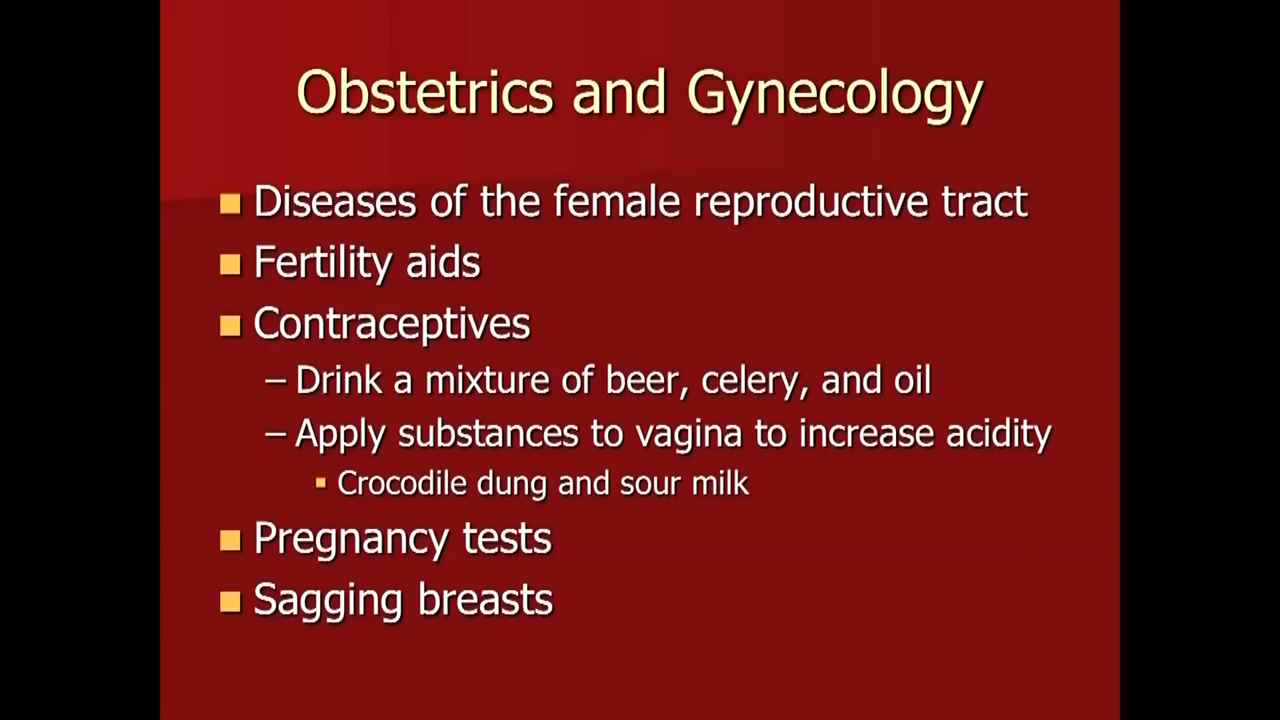 Obstetrics and Gynecology
Diseases of the female reproductive tract
Fertility aids
Contraceptives
– Drink a mixture of beer, celery, and oil
– Apply substances to vagina to increase acidity
Crocodile dung and sour milk
Pregnancy tests
Sagging breasts